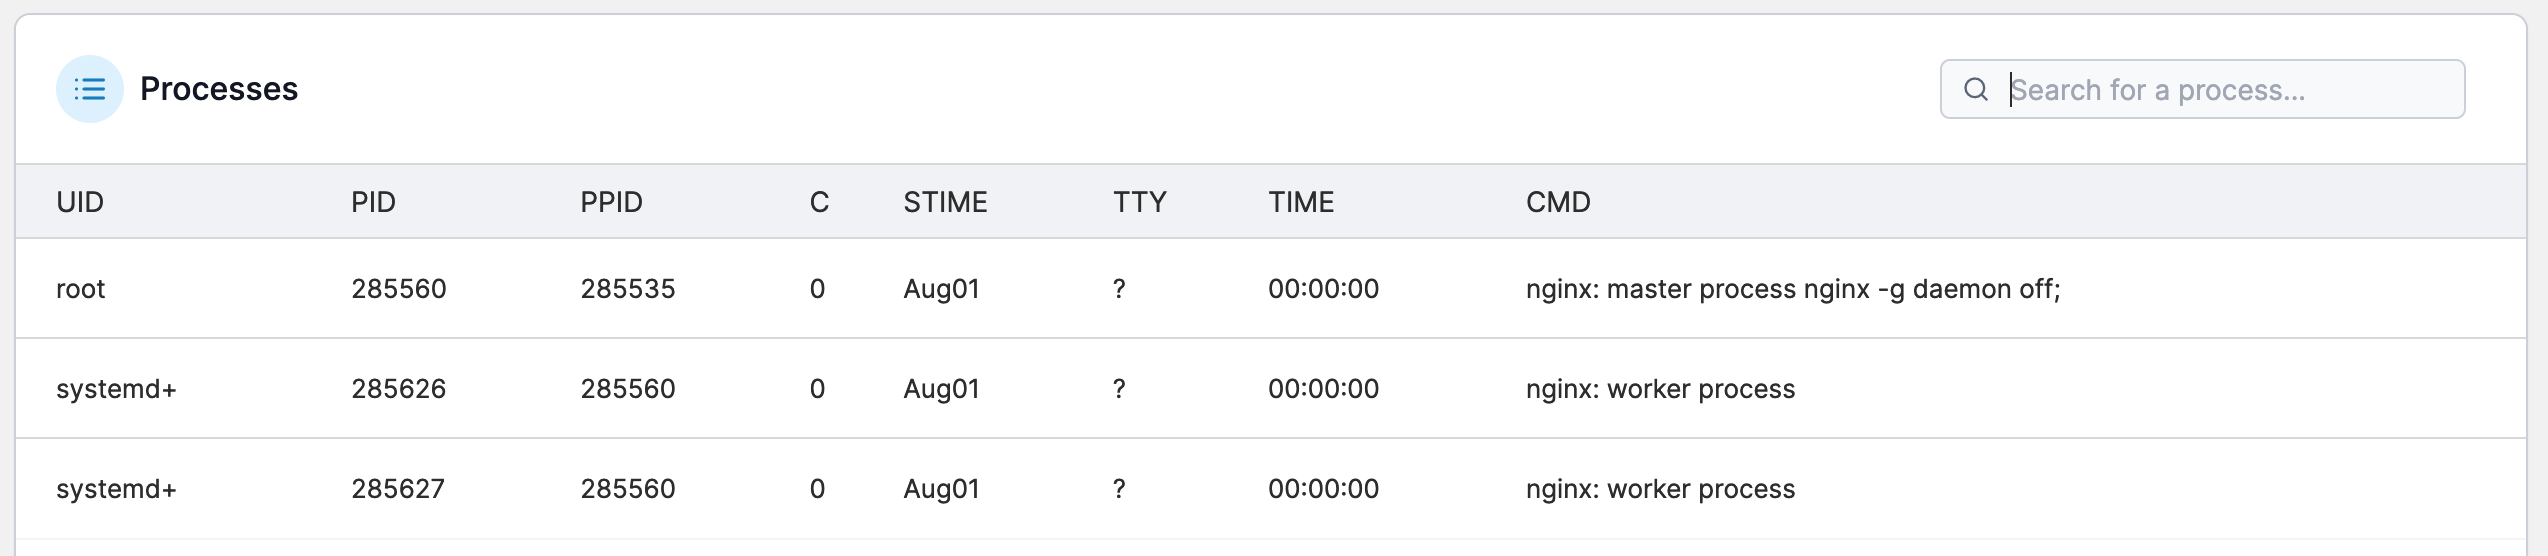 Processes
Search for a process...
UID PID PPID C STIME TTY TIME CMD
root 285560 285535 0 Aug01 ? 00:00:00 nginx: master process nginx -g daemon off;
systemd+ 285626 285560 0 Aug01 ? 00:00:00 nginx: worker process
systemd+ 285627 285560 0 Aug01 ? 00:00:00 nginx: worker process